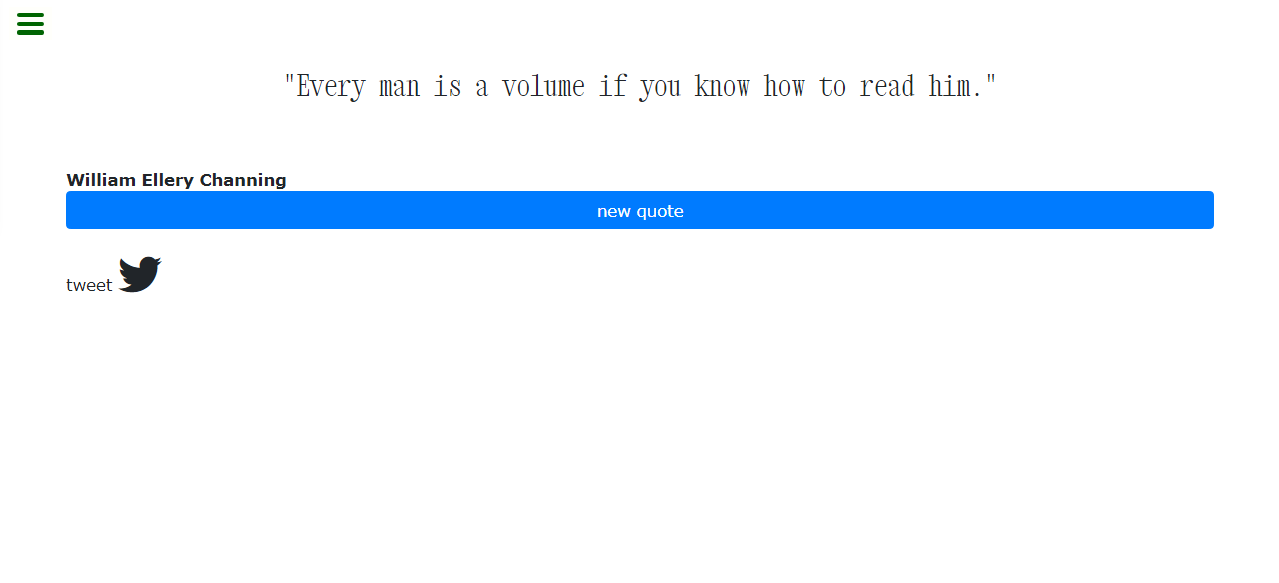 "Every man is a volume if you know how to read him."
William Ellery Channing
new quote
tweet